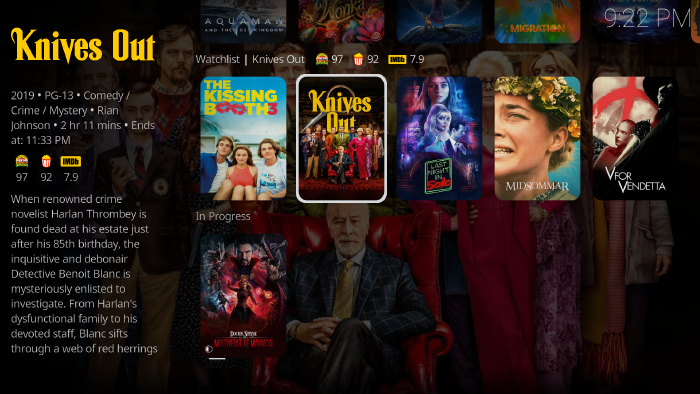 AQUAMAN
AND THE LOST KINGDOM
Wonka
MIGRATION
9:22 PM
Knives Out
2019 • PG-13 • Comedy /
Crime / Mystery • Rian
Johnson • 2 hr 11 mins • Ends
at: 11:33 PM
97 92 IMDb 7.9
When renowned crime
novelist Harlan Thrombey is
found dead at his estate just
after his 85th birthday, the
inquisitive and debonair
Detective Benoit Blanc is
mysteriously enlisted to
investigate. From Harlan's
dysfunctional family to his
devoted staff, Blanc sifts
through a web of red herrings
Watchlist | Knives Out 97 92 IMDb 7.9
THE
KISSING
BOOTH3
Knives
Out
LAST
NIGHT
IN
Soho
MIDSOMMAR
V FOR
VENDETTA
In Progress
DOCTOR STRANGE
MULTIVERSE OF MADNESS